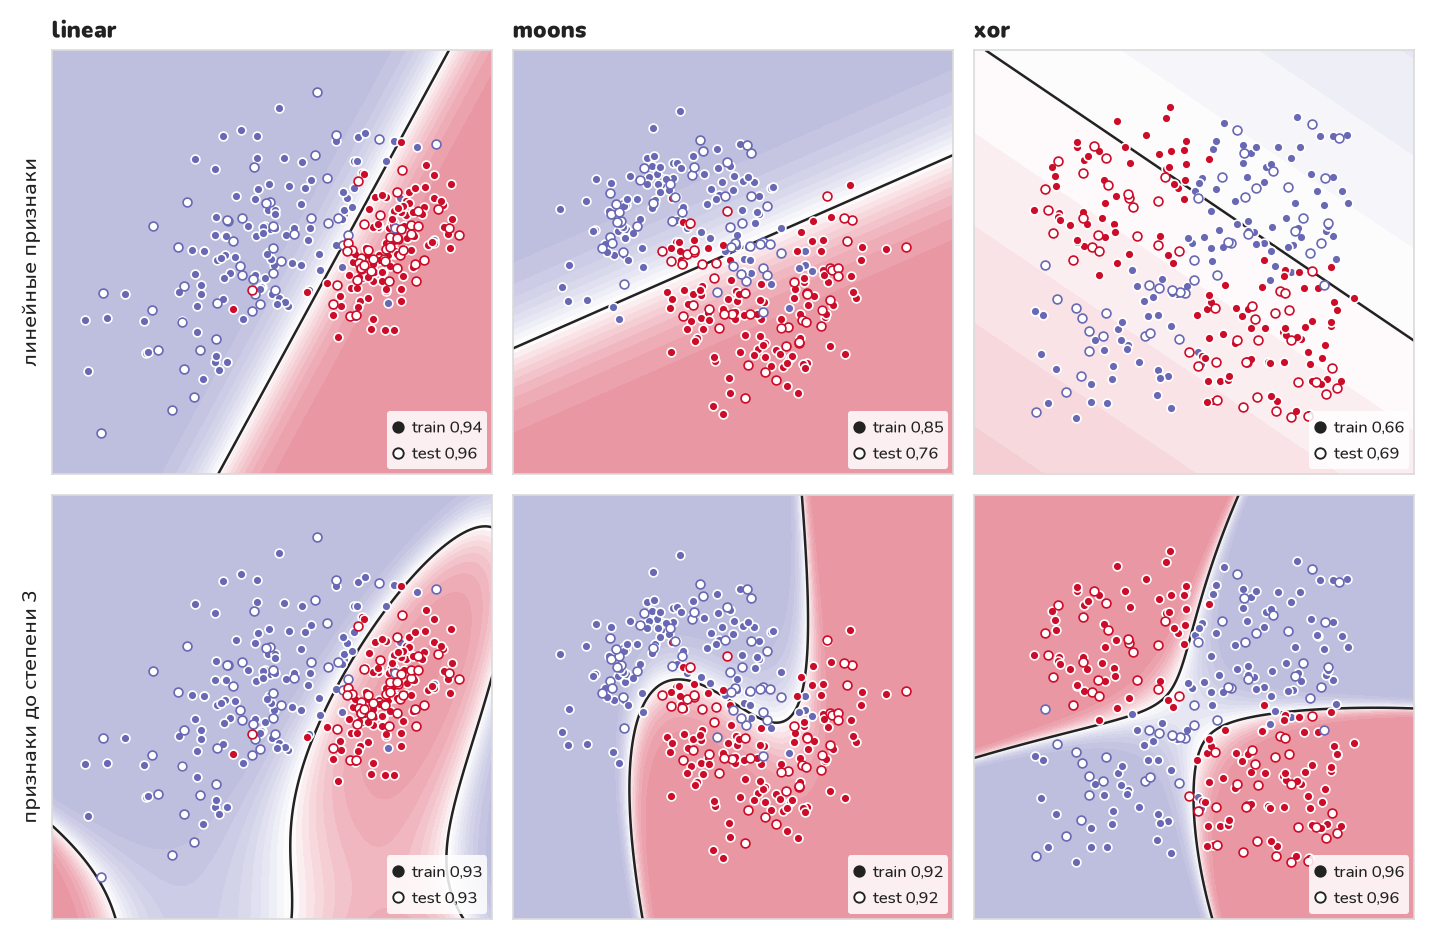 linear
moons
xor
линейные признаки
train 0,94
test 0,96
train 0,85
test 0,76
train 0,66
test 0,69
признаки до степени 3
train 0,93
test 0,93
train 0,92
test 0,92
train 0,96
test 0,96